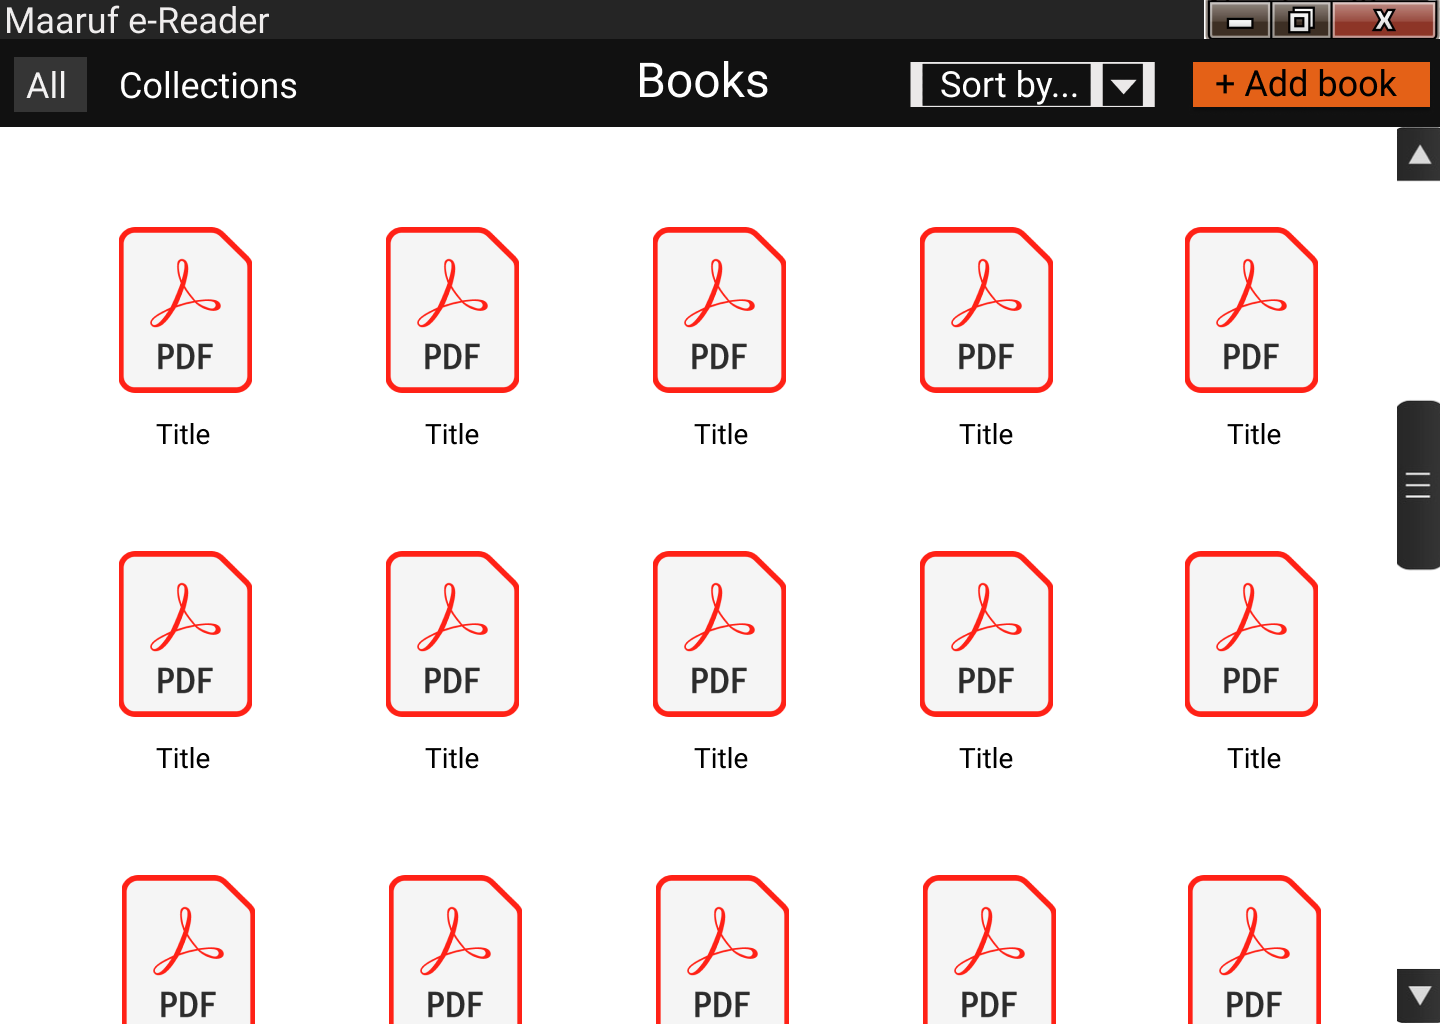 Maaruf e-Reader
X
All Collections Books Sort by... + Add book
PDF PDF PDF PDF PDF
Title Title Title Title Title
PDF PDF PDF PDF PDF
Title Title Title Title Title
PDF PDF PDF PDF PDF